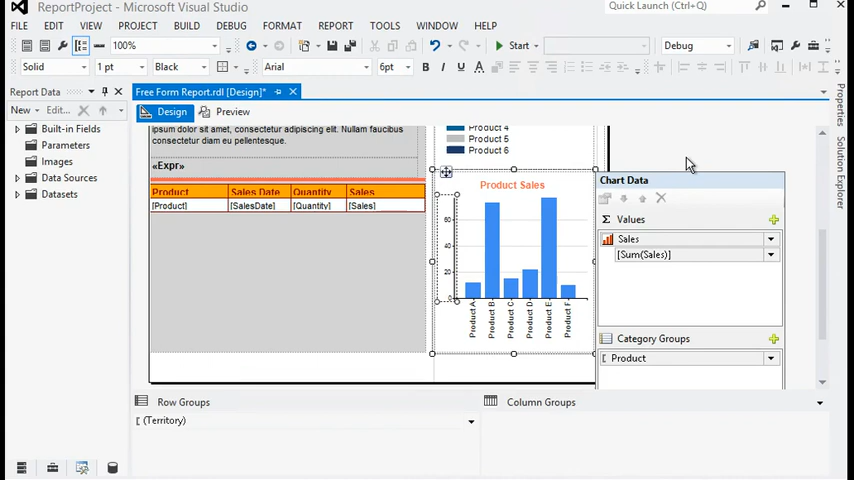 ReportProject - Microsoft Visual Studio
Quick Launch (Ctrl+Q)
FILE EDIT VIEW PROJECT BUILD DEBUG FORMAT REPORT TOOLS WINDOW HELP
100% Start Debug
Solid 1 pt Black Arial 6pt B I U A
Report Data
Free Form Report.rdl [Design]*
New Edit...
Design Preview
Built-in Fields
Parameters
Images
Data Sources
Datasets
ipsum dolor sit amet, consectetur adipiscing elit. Nullam faucibus
consectetur diam eu pellentesque.
«Expr»
Product Sales Date Quantity Sales
[Product] [SalesDate] [Quantity] [Sales]
Product 4
Product 5
Product 6
Product Sales
60
40
20
0
Product A
Product B
Product C
Product D
Product E
Product F
Chart Data
Σ Values
Sales
[Sum(Sales)]
Category Groups
Product
Row Groups
Column Groups
(Territory)
Properties
Solution Explorer